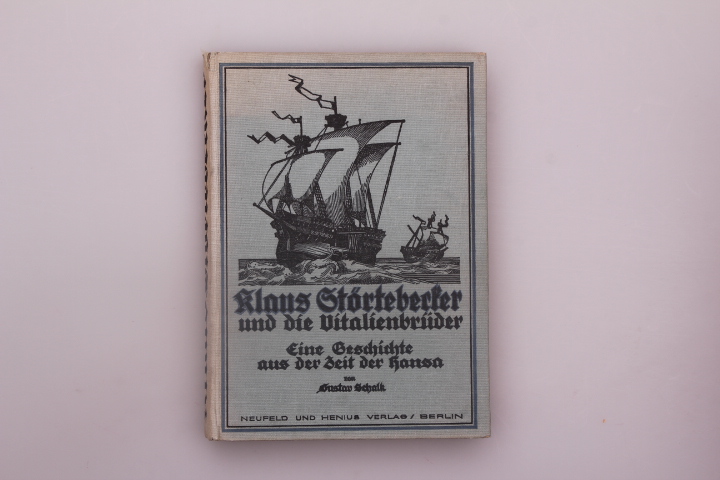 Klaus Störtebecker
und die Vitalienbrüder
Eine Geschichte
aus der Zeit der Hansa
von
Gustav Schalk
NEUFELD UND HENIUS VERLAG / BERLIN